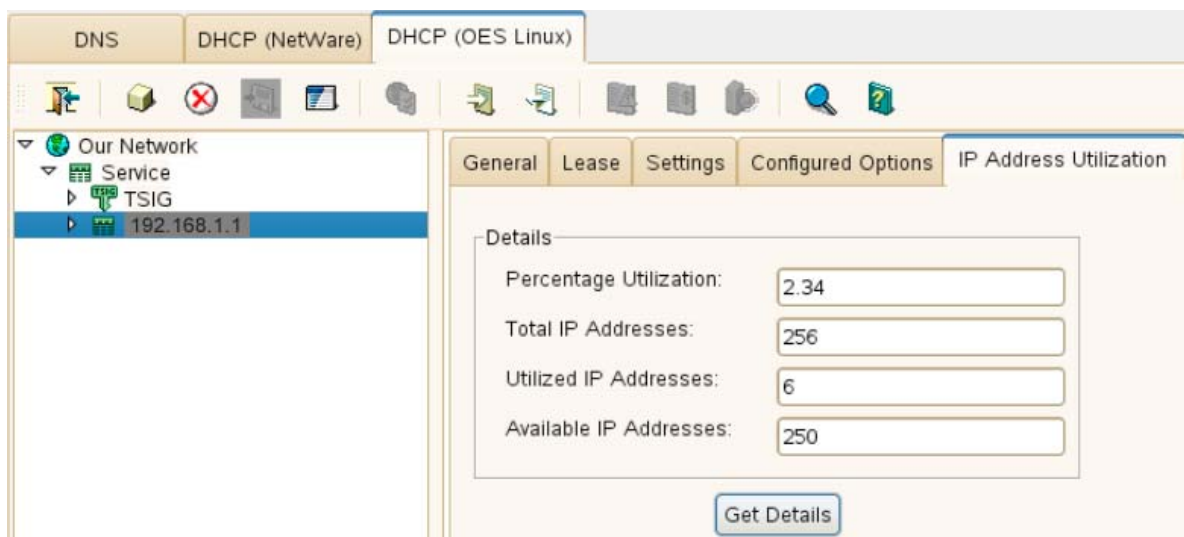 DNS
DHCP (NetWare)
DHCP (OES Linux)
Our Network
Service
TSIG
TSIG
192.168.1.1
General
Lease
Settings
Configured Options
IP Address Utilization
Details
Percentage Utilization: 2.34
Total IP Addresses: 256
Utilized IP Addresses: 6
Available IP Addresses: 250
Get Details